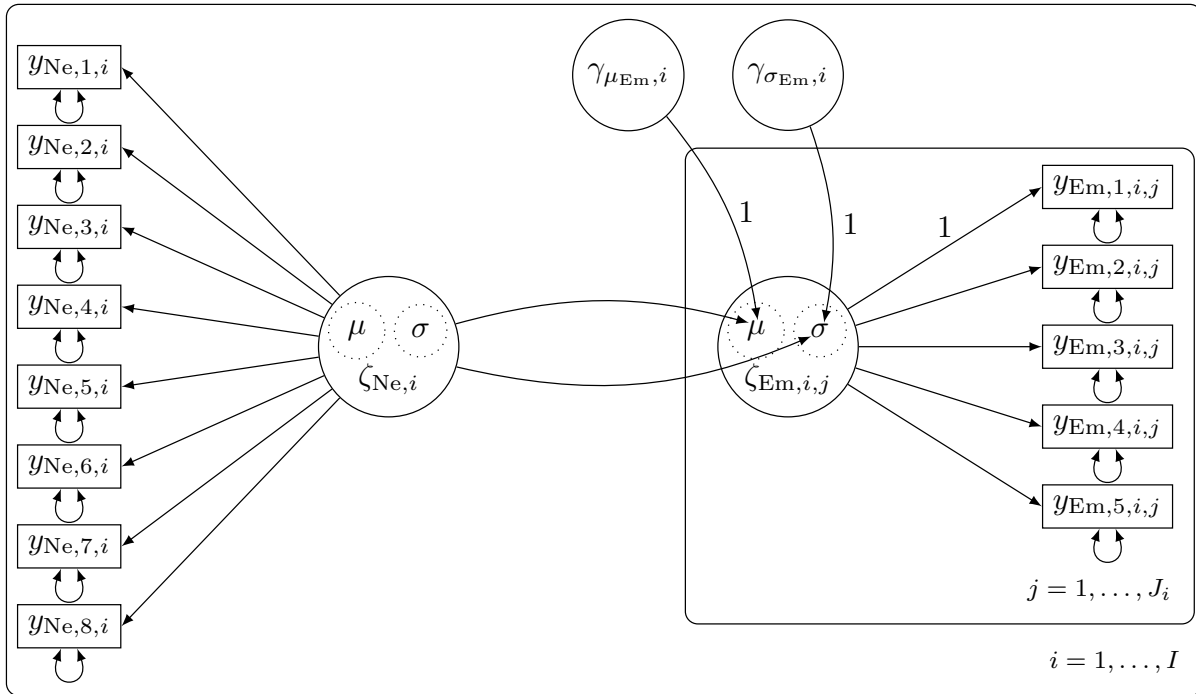 y_{Ne,1,i}
y_{Ne,2,i}
y_{Ne,3,i}
y_{Ne,4,i}
y_{Ne,5,i}
y_{Ne,6,i}
y_{Ne,7,i}
y_{Ne,8,i}
μ σ
ζ_{Ne,i}
γ_{μ_{Em},i}
γ_{σ_{Em},i}
1
1
1
μ σ
ζ_{Em,i,j}
y_{Em,1,i,j}
y_{Em,2,i,j}
y_{Em,3,i,j}
y_{Em,4,i,j}
y_{Em,5,i,j}
j = 1, . . . , J_i
i = 1, . . . , I